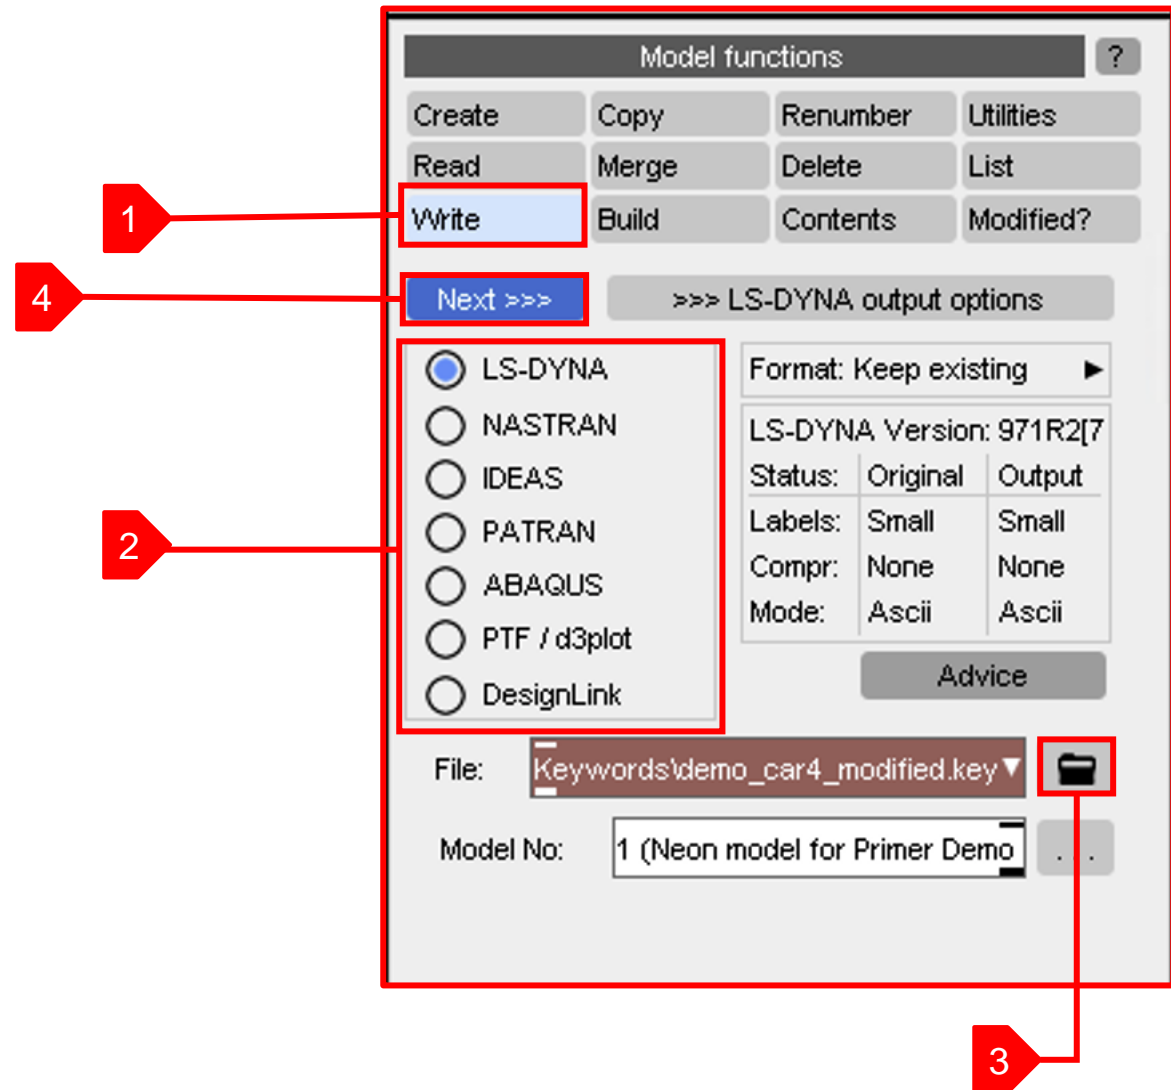 Model functions ?
Create Copy Renumber Utilities
Read Merge Delete List
1 Write Build Contents Modified?
4 Next >>> >>> LS-DYNA output options
LS-DYNA Format: Keep existing
NASTRAN LS-DYNA Version: 971R2[7
IDEAS Status: Original Output
2 PATRAN Labels: Small Small
ABAQUS Compr: None None
PTF / d3plot Mode: Ascii Ascii
DesignLink Advice
File: Keywords\demo_car4_modified.key
Model No: 1 (Neon model for Primer Demo ...
3